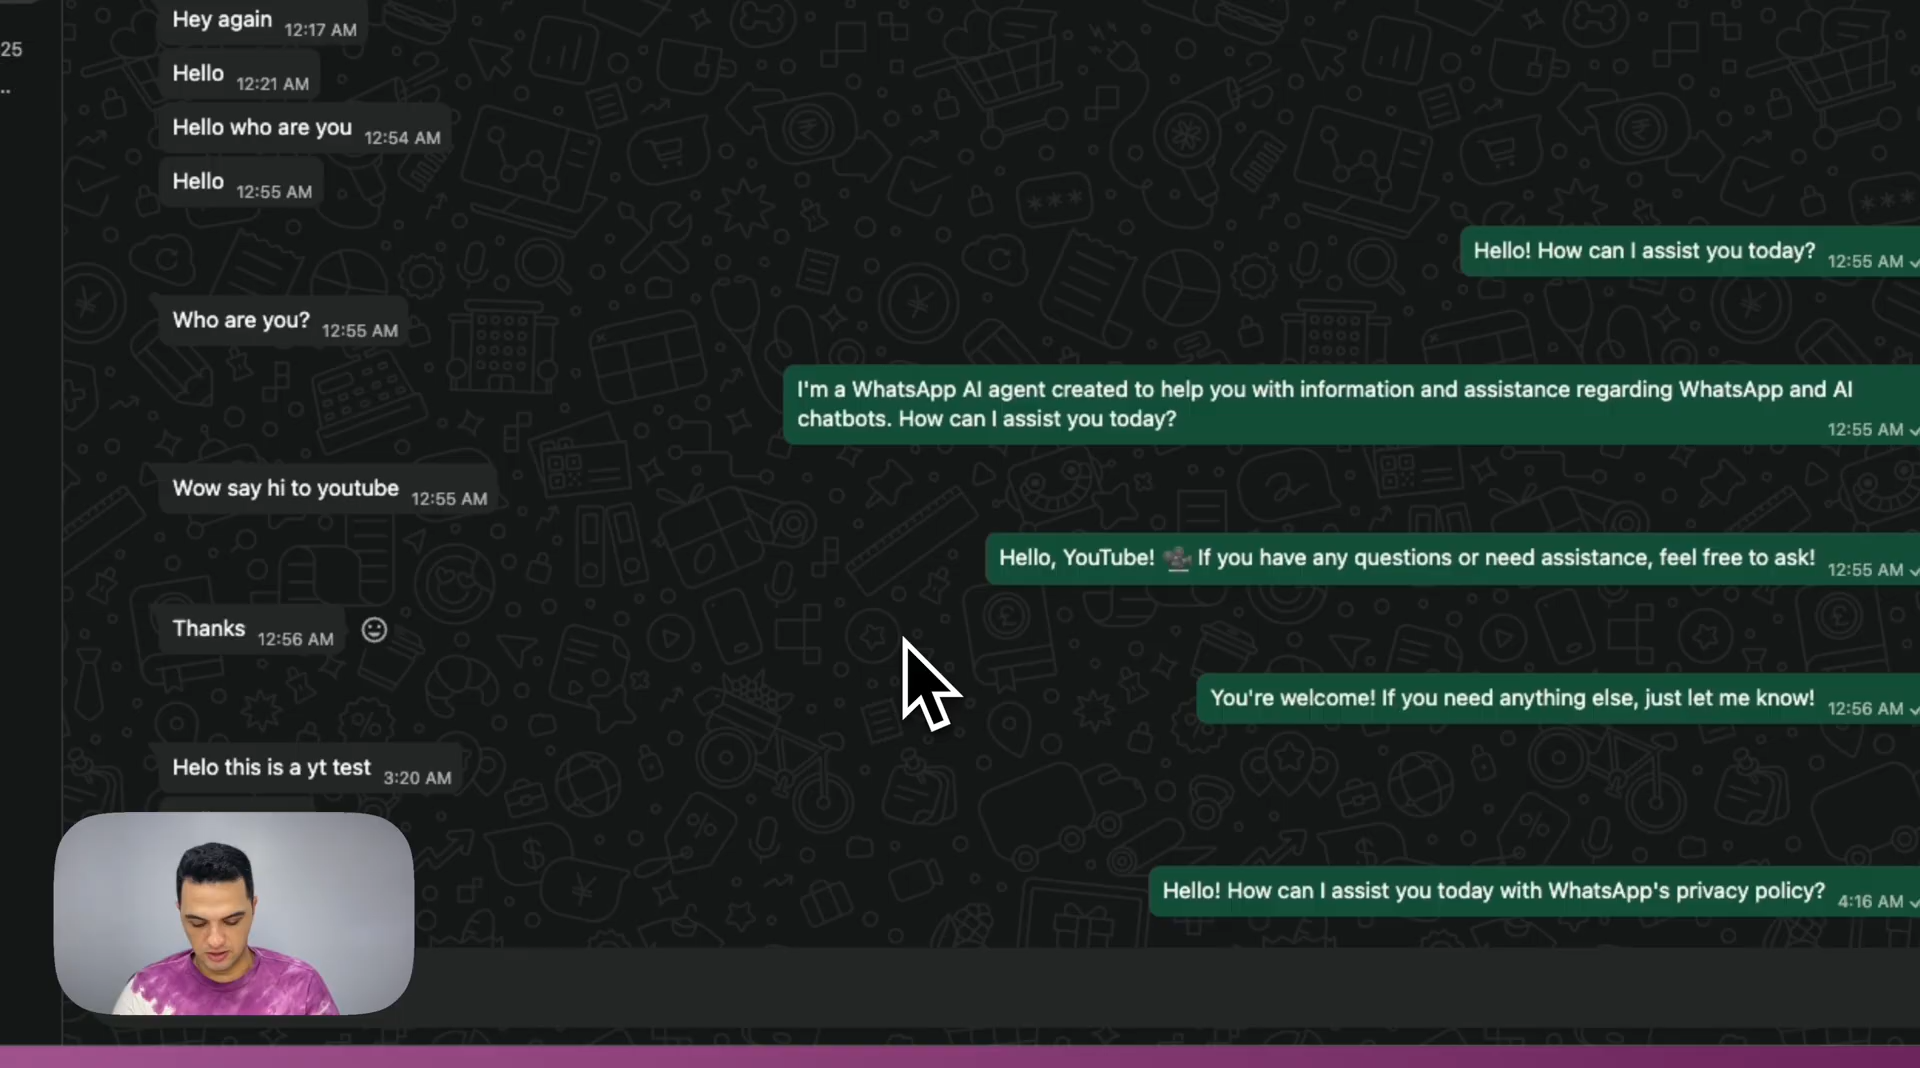 25
..
Hey again 12:17 AM
Hello 12:21 AM
Hello who are you 12:54 AM
Hello 12:55 AM
Hello! How can I assist you today? 12:55 AM
Who are you? 12:55 AM
I'm a WhatsApp AI agent created to help you with information and assistance regarding WhatsApp and AI
chatbots. How can I assist you today? 12:55 AM
Wow say hi to youtube 12:55 AM
Hello, YouTube! 🎥 If you have any questions or need assistance, feel free to ask! 12:55 AM
Thanks 12:56 AM
You're welcome! If you need anything else, just let me know! 12:56 AM
Helo this is a yt test 3:20 AM
Hello! How can I assist you today with WhatsApp's privacy policy? 4:16 AM